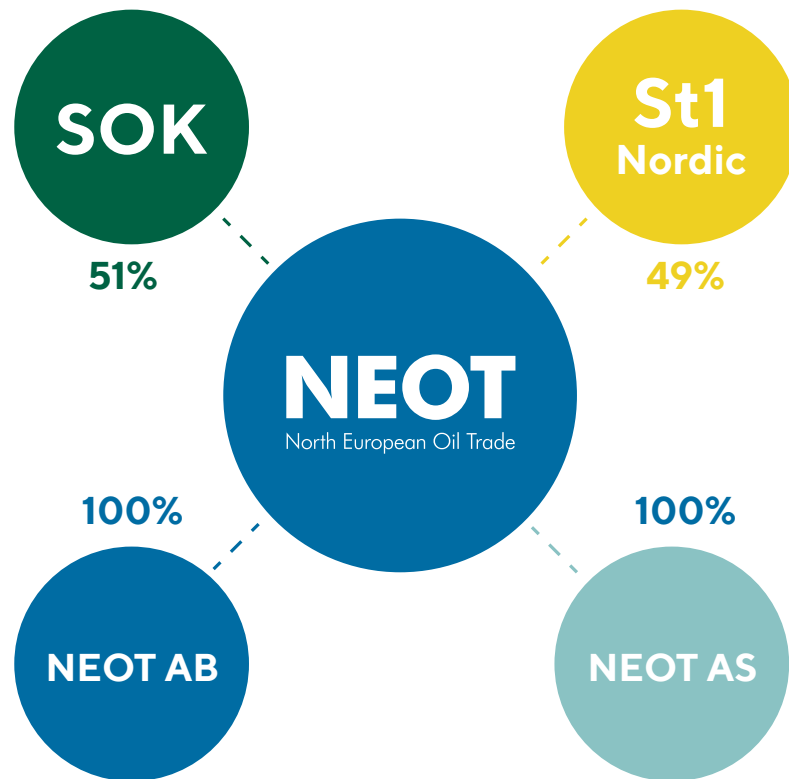 SOK
St1
Nordic
51%
49%
NEOT
North European Oil Trade
100%
100%
NEOT AB
NEOT AS